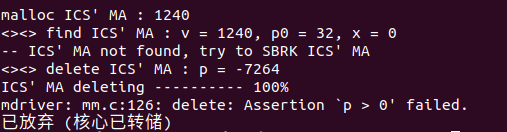 malloc ICS' MA : 1240
<><> find ICS' MA : v = 1240, p0 = 32, x = 0
-- ICS' MA not found, try to SBRK ICS' MA
<><> delete ICS' MA : p = -7264
ICS' MA deleting ---------- 100%
mdriver: mm.c:126: delete: Assertion `p > 0' failed.
已放弃 (核心已转储)